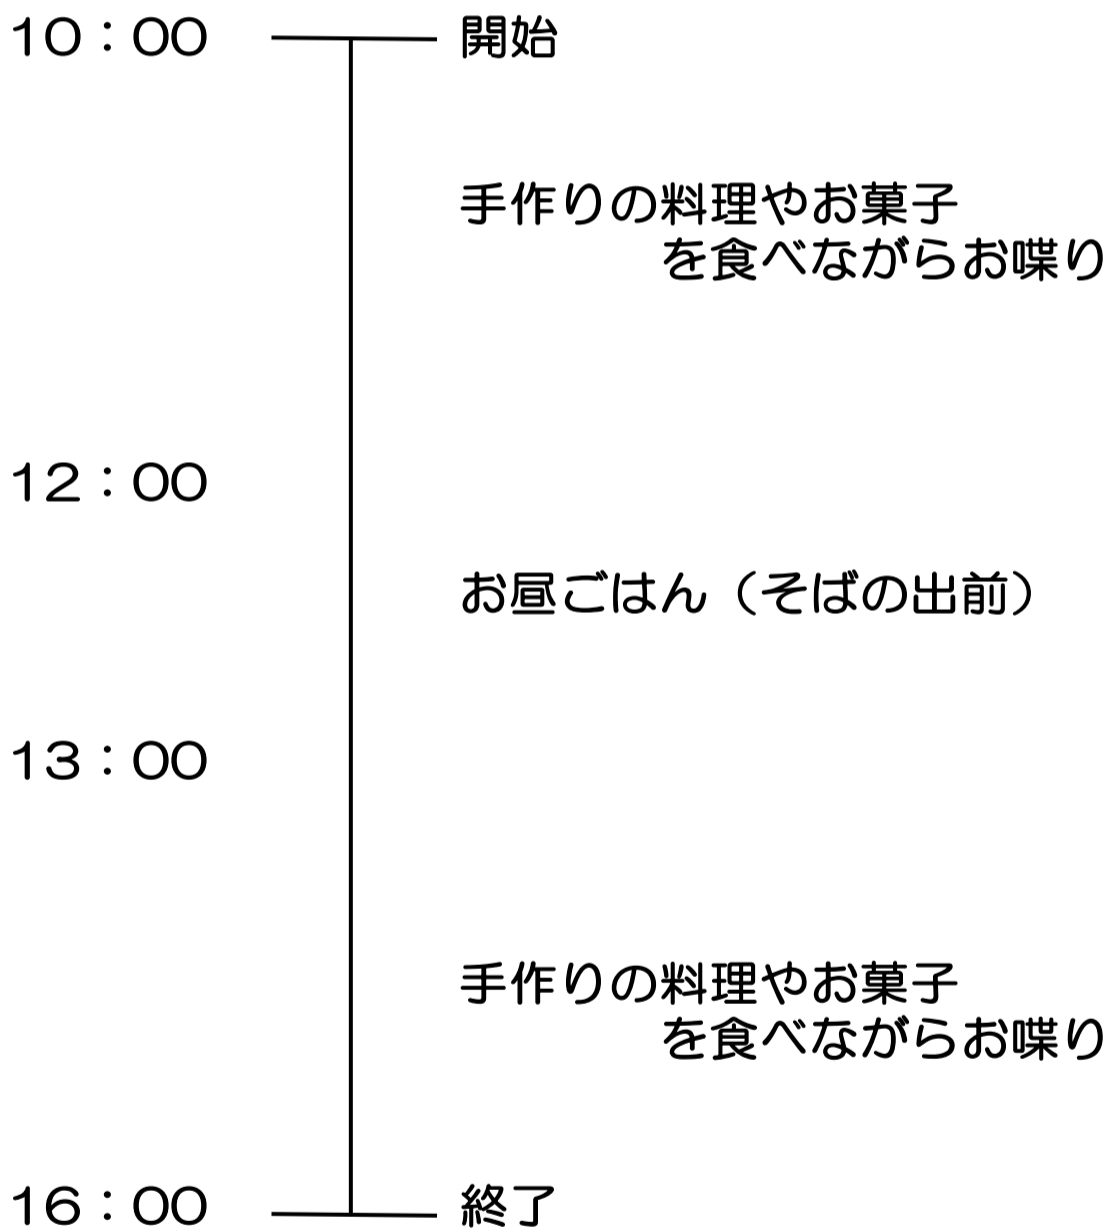 10：00 開始
手作りの料理やお菓子
を食べながらお喋り
12：00
お昼ごはん（そばの出前）
13：00
手作りの料理やお菓子
を食べながらお喋り
16：00 終了